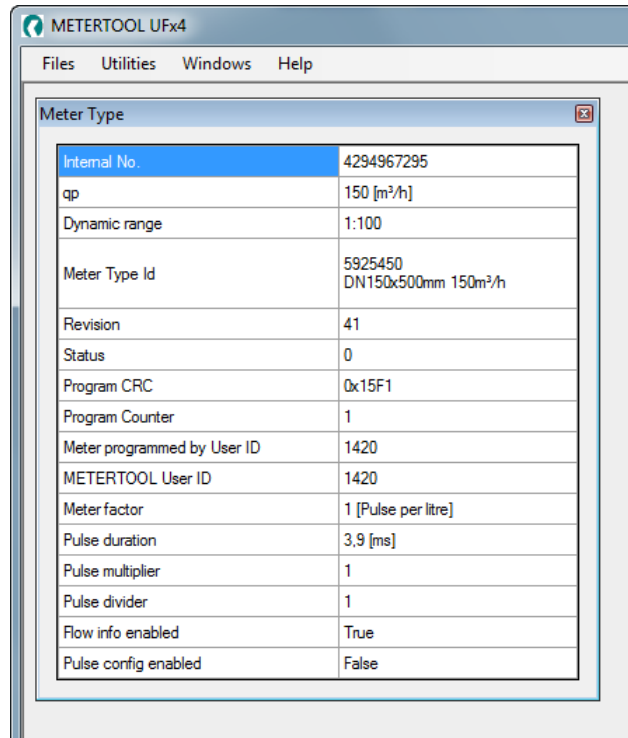 METERTOOL UFx4
Files Utilities Windows Help
Meter Type
Internal No. 4294967295
qp 150 [m³/h]
Dynamic range 1:100
Meter Type Id 5925450
DN150x500mm 150m³/h
Revision 41
Status 0
Program CRC 0x15F1
Program Counter 1
Meter programmed by User ID 1420
METERTOOL User ID 1420
Meter factor 1 [Pulse per litre]
Pulse duration 3,9 [ms]
Pulse multiplier 1
Pulse divider 1
Flow info enabled True
Pulse config enabled False